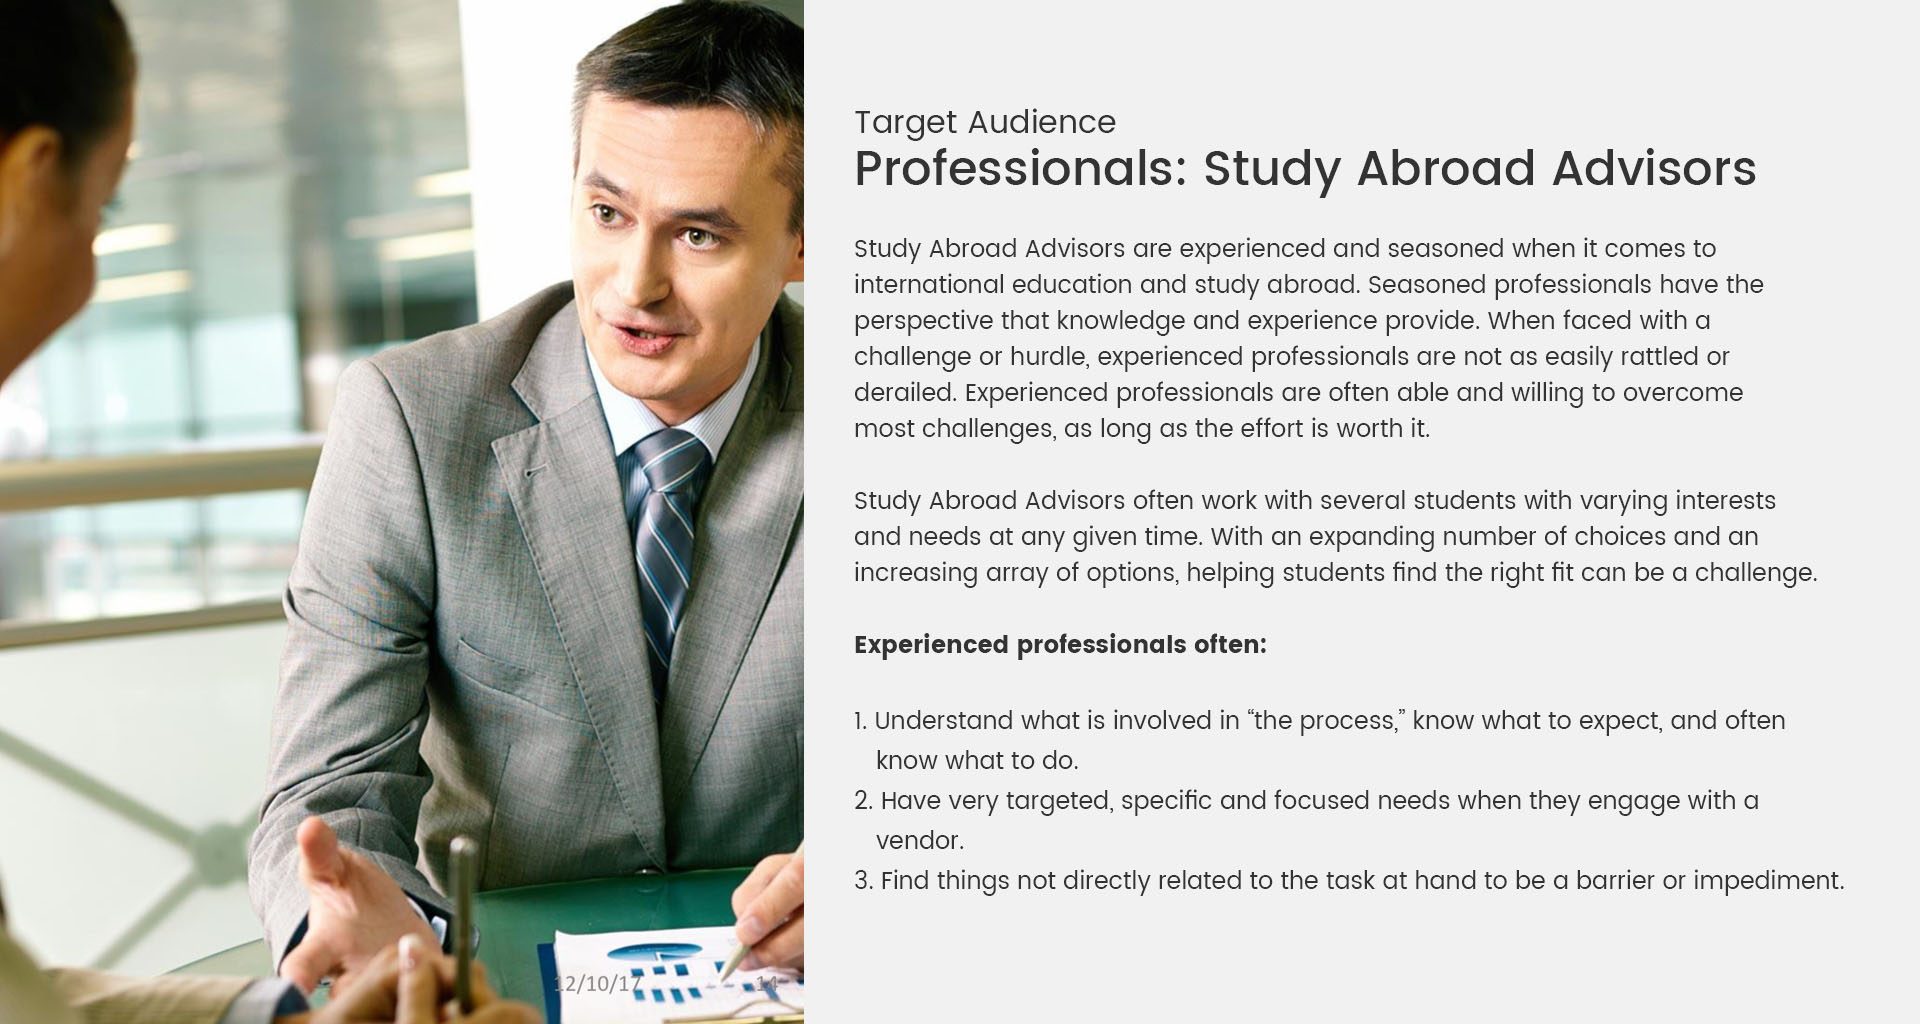 Target Audience
Professionals: Study Abroad Advisors
Study Abroad Advisors are experienced and seasoned when it comes to
international education and study abroad. Seasoned professionals have the
perspective that knowledge and experience provide. When faced with a
challenge or hurdle, experienced professionals are not as easily rattled or
derailed. Experienced professionals are often able and willing to overcome
most challenges, as long as the effort is worth it.
Study Abroad Advisors often work with several students with varying interests
and needs at any given time. With an expanding number of choices and an
increasing array of options, helping students find the right fit can be a challenge.
Experienced professionals often:
1. Understand what is involved in “the process,” know what to expect, and often
know what to do.
2. Have very targeted, specific and focused needs when they engage with a
vendor.
3. Find things not directly related to the task at hand to be a barrier or impediment.
12/10/17
14